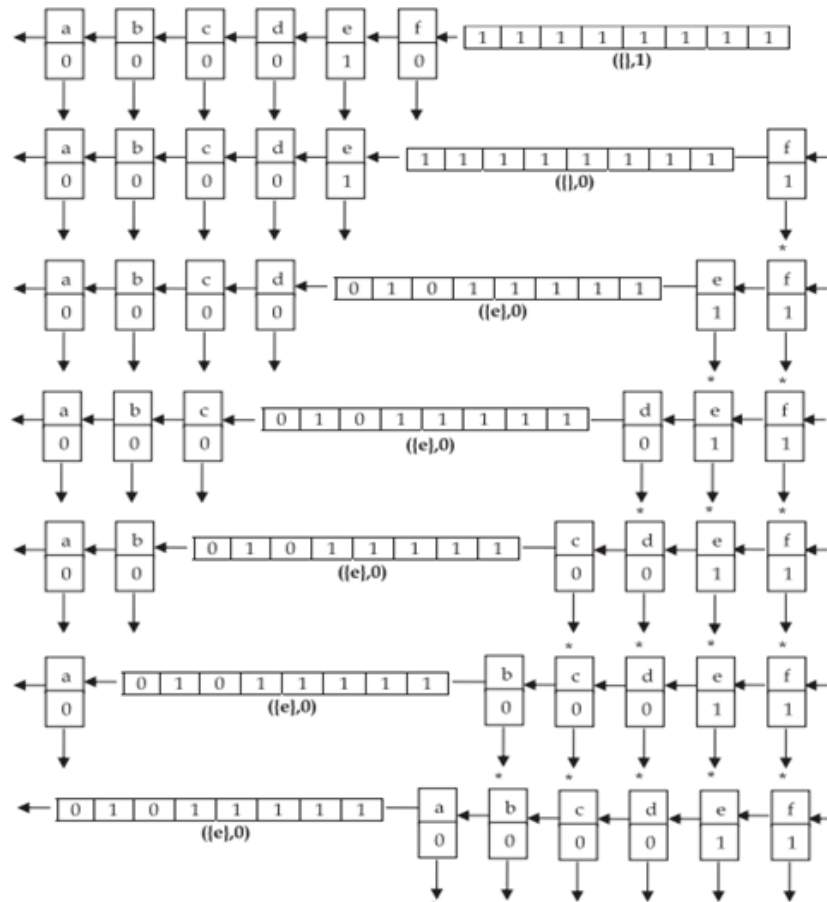 a b c d e f 1 1 1 1 1 1 1 1
0 0 0 0 1 0
({},1)
a b c d e 1 1 1 1 1 1 1 1 1 f
0 0 0 0 1 1
({},0)
*
a b c d 0 1 0 1 1 1 1 1 1 e f
0 0 0 0 1 1
({e},0)
* *
a b c 0 1 0 1 1 1 1 1 1 d e f
0 0 0 0 1 1
({e},0)
* * *
a b 0 1 0 1 1 1 1 1 1 c d e f
0 0 0 0 1 1
({e},0)
* * * *
a 0 1 0 1 1 1 1 1 1 b c d e f
0 0 0 0 1 1
({e},0)
* * * * *
0 1 0 1 1 1 1 1 1 a b c d e f
0 0 0 0 1 1
({e},0)